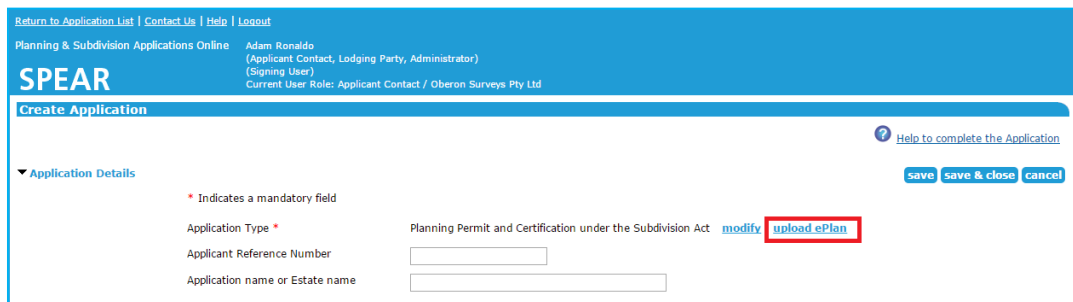 Return to Application List | Contact Us | Help | Logout
Planning & Subdivision Applications Online Adam Ronaldo
(Applicant Contact, Lodging Party, Administrator)
(Signing User)
SPEAR Current User Role: Applicant Contact / Oberon Surveys Pty Ltd
Create Application
? Help to complete the Application
Application Details save save & close cancel
* Indicates a mandatory field
Application Type * Planning Permit and Certification under the Subdivision Act modify upload ePlan
Applicant Reference Number
Application name or Estate name